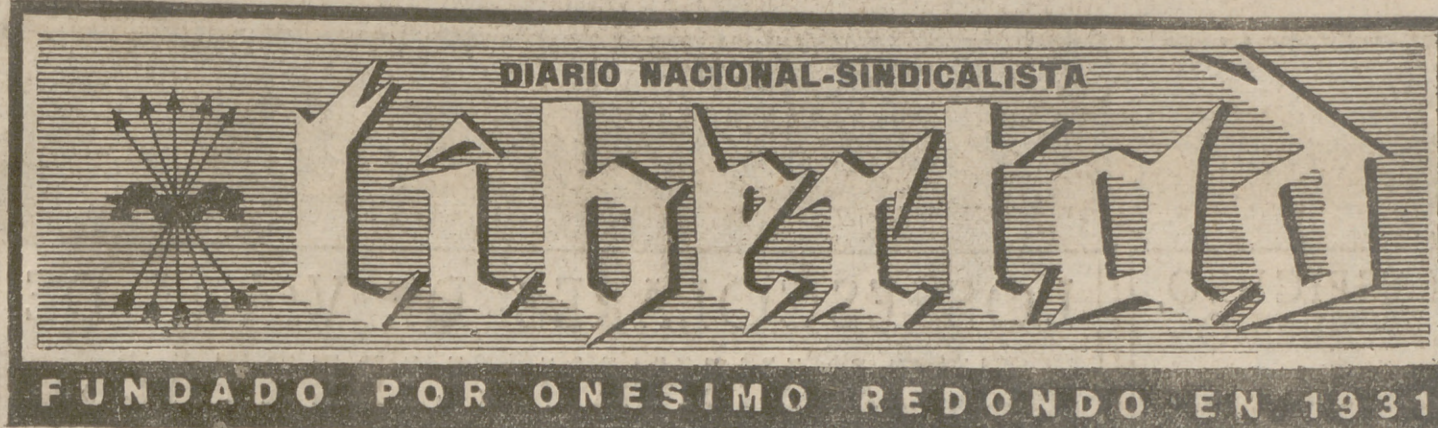 DIARIO NACIONAL-SINDICALISTA
Libertad
FUNDADO POR ONESIMO REDONDO EN 1931